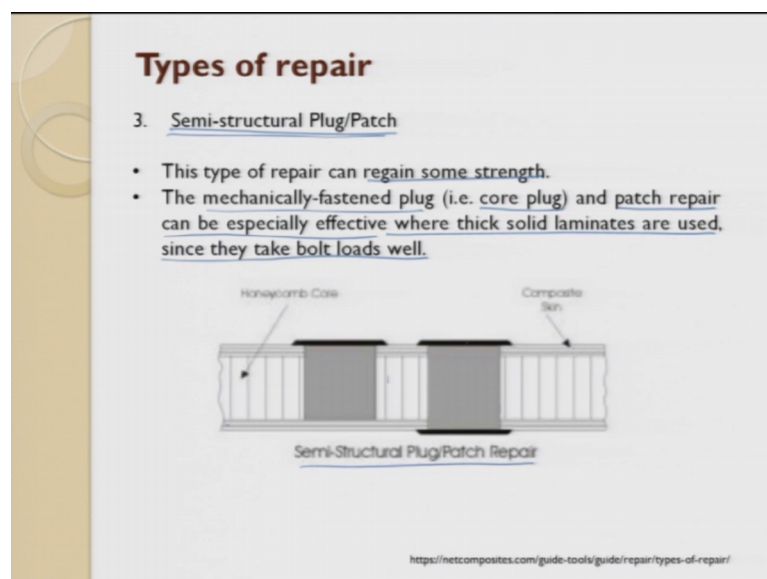 Types of repair
3. Semi-structural Plug/Patch
• This type of repair can regain some strength.
• The mechanically-fastened plug (i.e. core plug) and patch repair
can be especially effective where thick solid laminates are used,
since they take bolt loads well.
Honeycomb Core
Composite
Skin
Semi-Structural Plug/Patch Repair
https://netcomposites.com/guide-tools/guide/repair/types-of-repair/